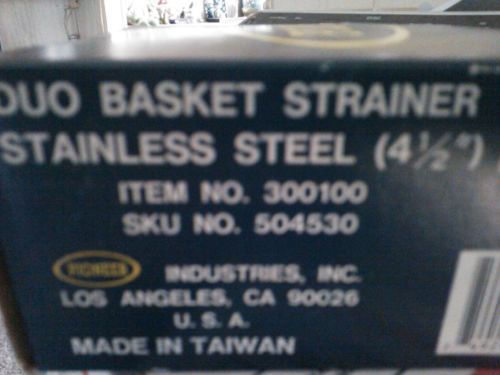 DUO BASKET STRAINER
STAINLESS STEEL (4½")
ITEM NO. 300100
SKU NO. 504530
PIONEER INDUSTRIES, INC.
LOS ANGELES, CA 90026
U. S. A.
MADE IN TAIWAN